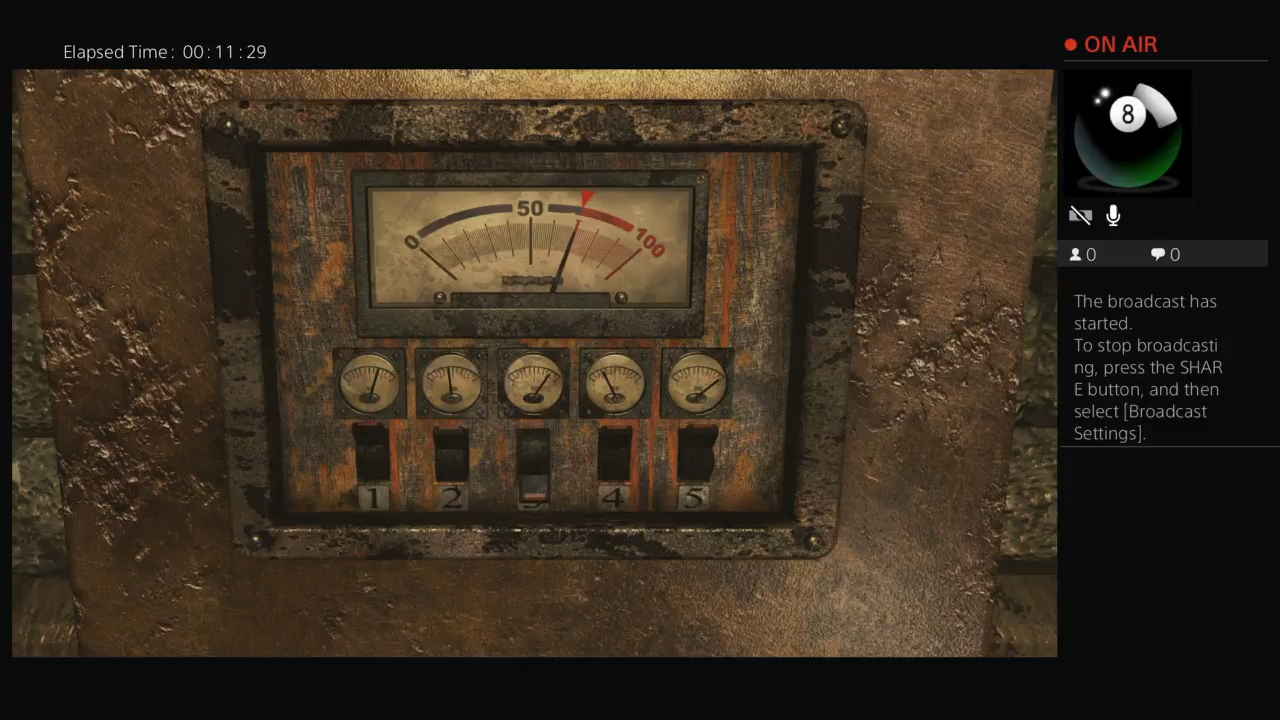 Elapsed Time: 00:11:29
ON AIR
8
0
0
The broadcast has
started.
To stop broadcasti
ng, press the SHAR
E button, and then
select [Broadcast
Settings].
0
50
100
1
2
3
4
5